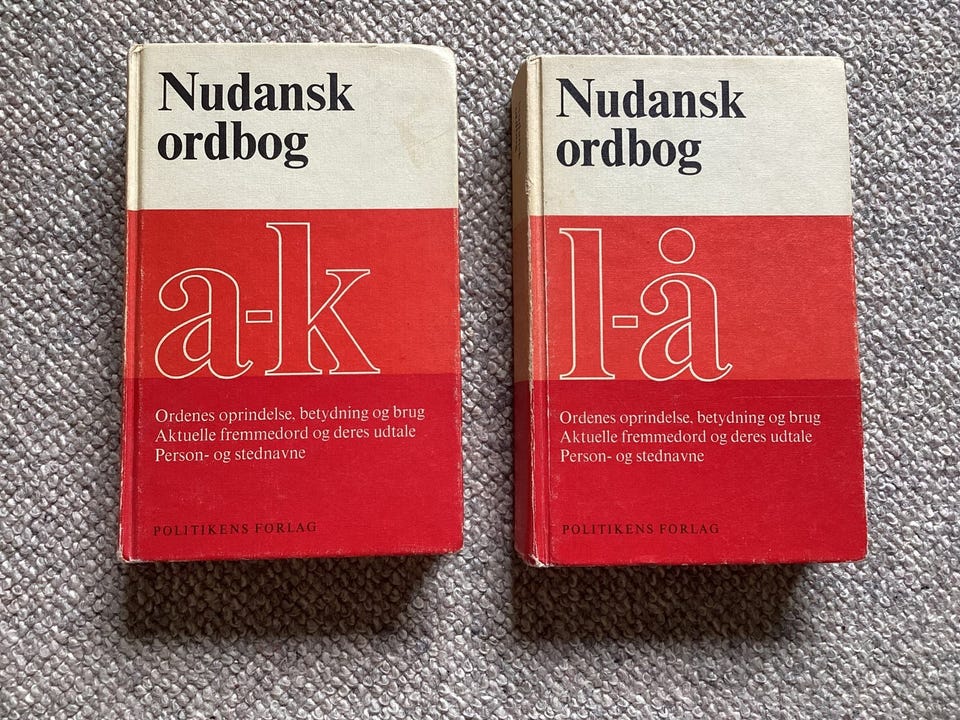 Nudansk
ordbog
a-k
Ordenes oprindelse, betydning og brug
Aktuelle fremmedord og deres udtale
Person- og stednavne
POLITIKENS FORLAG
Nudansk
ordbog
l-å
Ordenes oprindelse, betydning og brug
Aktuelle fremmedord og deres udtale
Person- og stednavne
POLITIKENS FORLAG